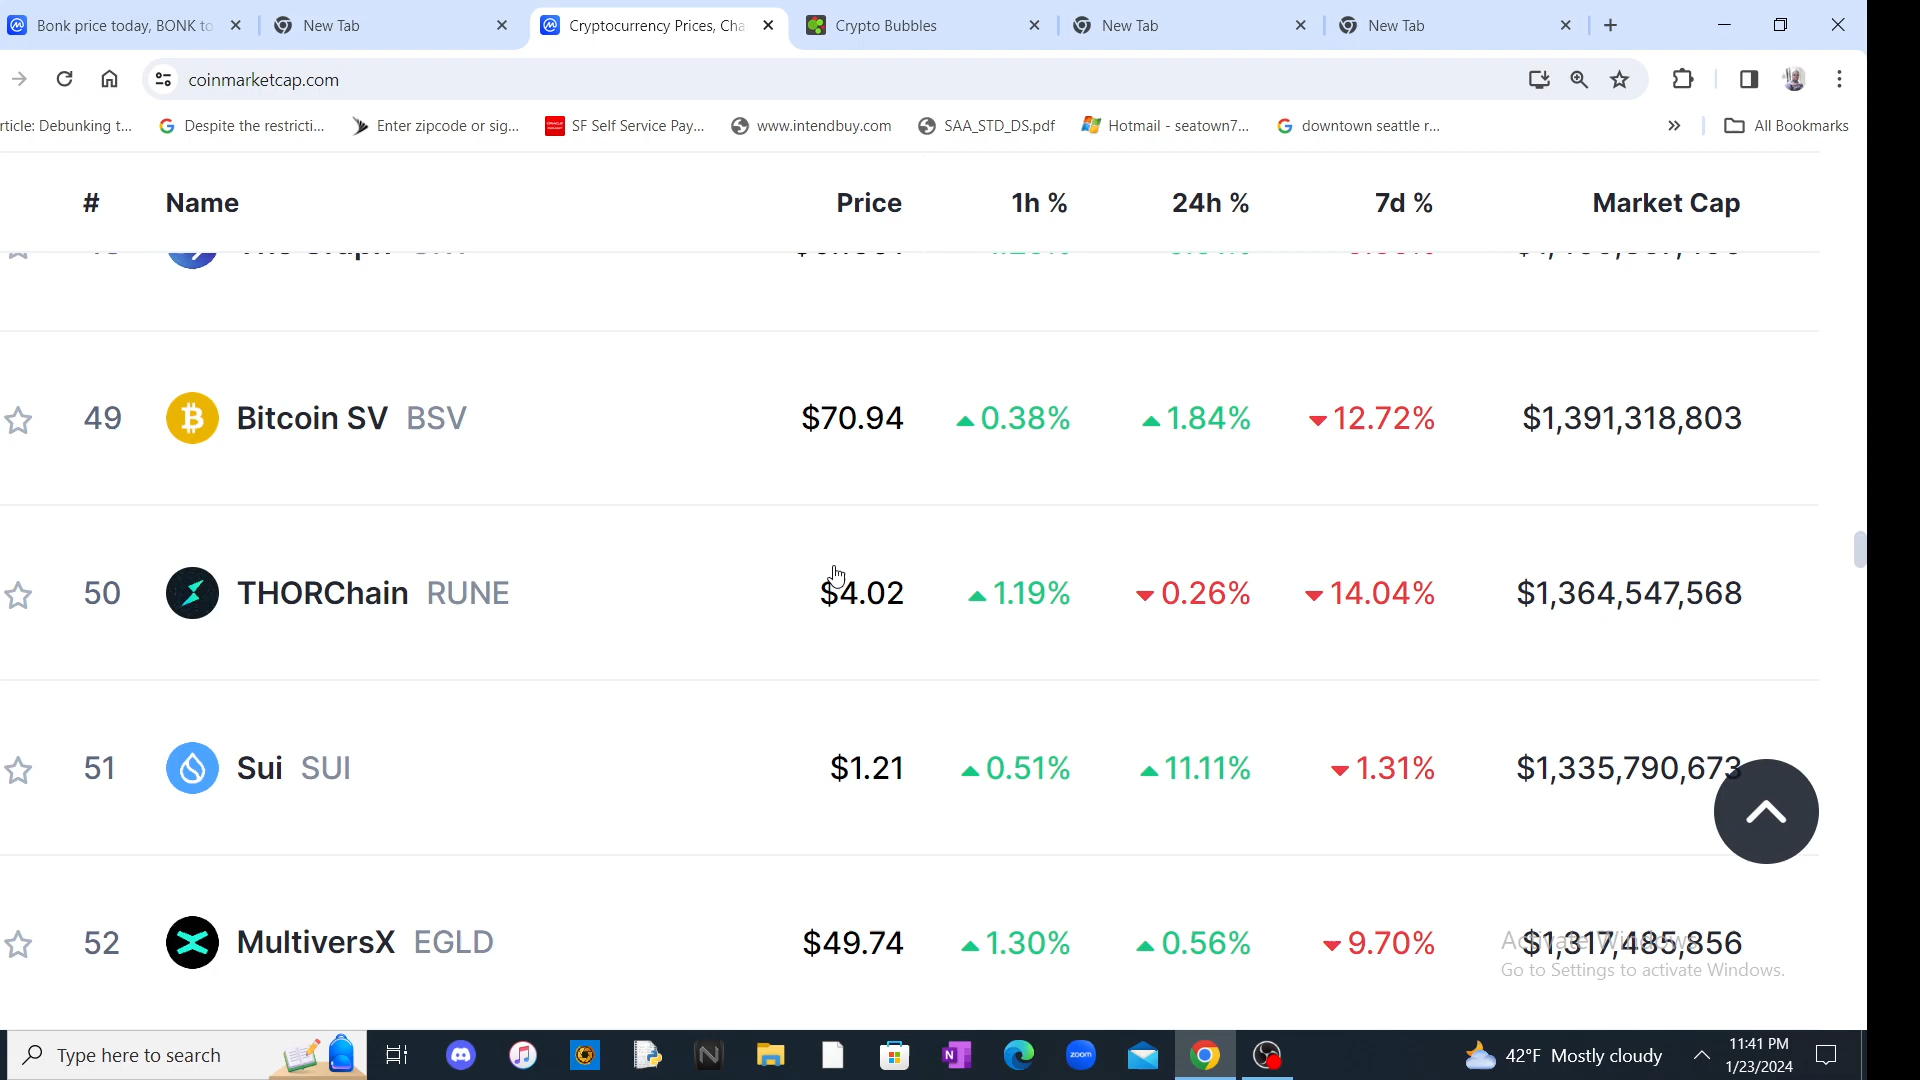 Bonk price today, BONK to
New Tab
Cryptocurrency Prices, Cha
Crypto Bubbles
New Tab
New Tab
coinmarketcap.com
rticle: Debunking t...
Despite the restricti...
Enter zipcode or sig...
SF Self Service Pay...
www.intendbuy.com
SAA_STD_DS.pdf
Hotmail - seatown7...
downtown seattle r...
All Bookmarks
# Name Price 1h % 24h % 7d % Market Cap
49 Bitcoin SV BSV $70.94 0.38% 1.84% 12.72% $1,391,318,803
50 THORChain RUNE $4.02 1.19% 0.26% 14.04% $1,364,547,568
51 Sui SUI $1.21 0.51% 11.11% 1.31% $1,335,790,673
52 MultiversX EGLD $49.74 1.30% 0.56% 9.70% $1,317,485,856
Activate Windows
Go to Settings to activate Windows.
Type here to search
zoom
42°F Mostly cloudy
11:41 PM
1/23/2024